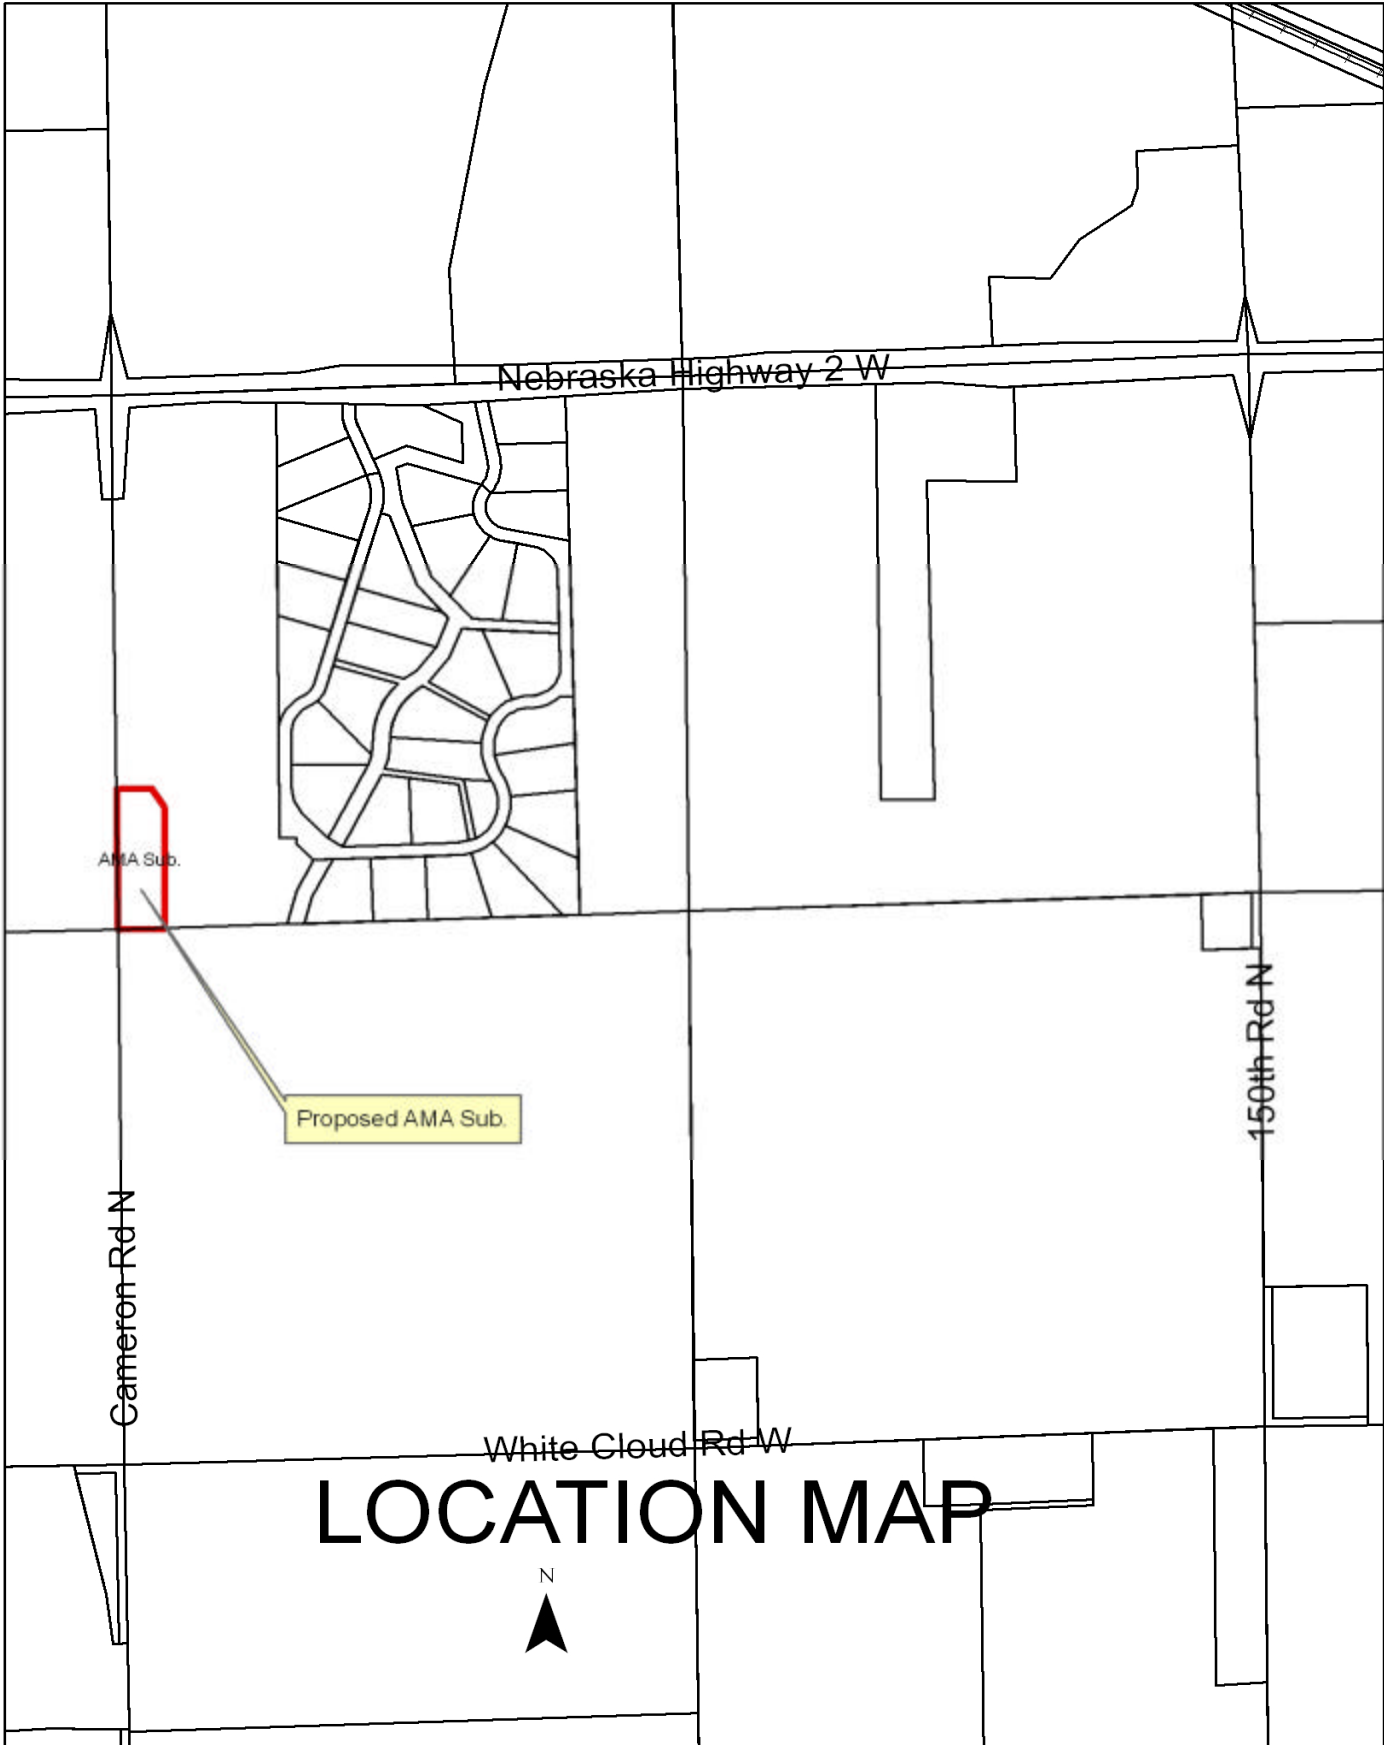 Nebraska Highway 2 W
AMA Sub.
150th Rd N
Proposed AMA Sub.
Cameron Rd N
White Cloud Rd W
LOCATION MAP
N